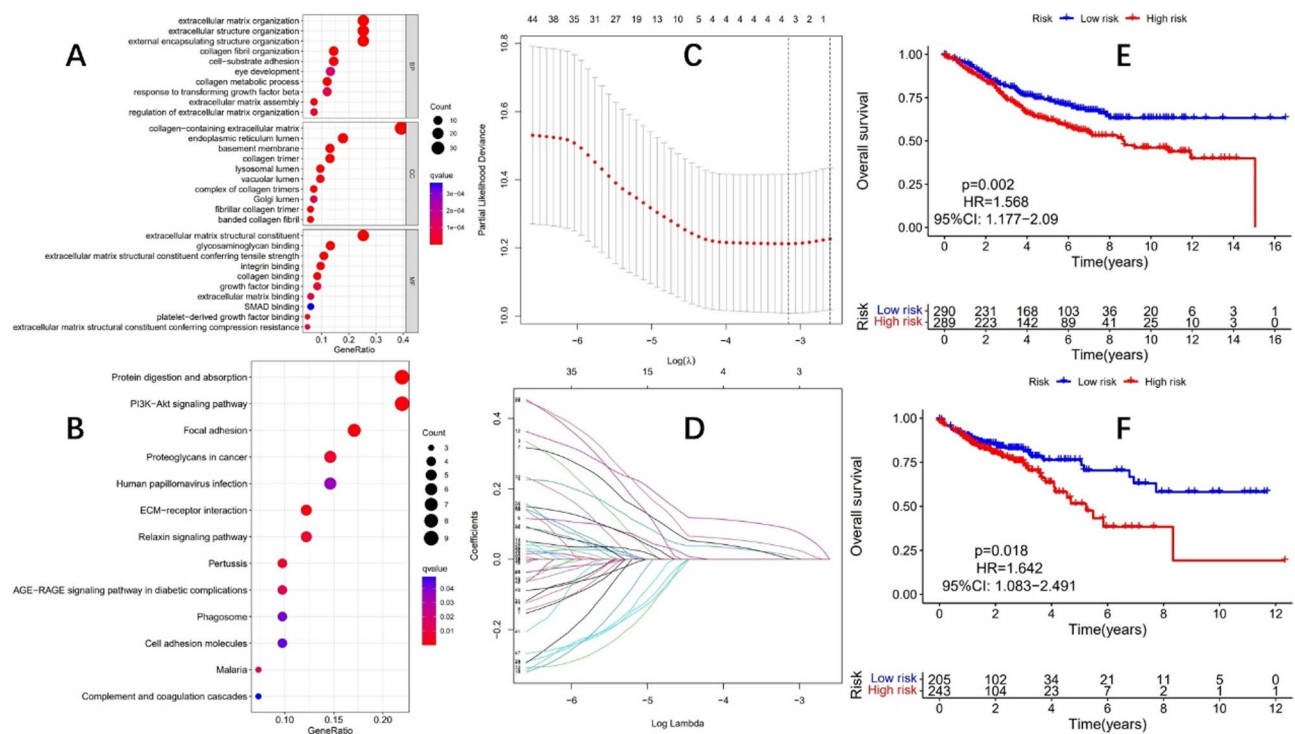 A
extracellular matrix organization
extracellular structure organization
external encapsulating structure organization
collagen fibril organization
cell-substrate adhesion
eye development
collagen metabolic process
response to transforming growth factor beta
extracellular matrix assembly
regulation of extracellular matrix organization
BP
collagen-containing extracellular matrix
endoplasmic reticulum lumen
basement membrane
collagen trimer
lysosomal lumen
vacuolar lumen
complex of collagen trimers
Golgi lumen
fibrillar collagen trimer
banded collagen fibril
CC
extracellular matrix structural constituent
glycosaminoglycan binding
extracellular matrix structural constituent conferring tensile strength
integrin binding
collagen binding
growth factor binding
extracellular matrix binding
SMAD binding
platelet-derived growth factor binding
extracellular matrix structural constituent conferring compression resistance
MF
0.1 0.2 0.3 0.4
GeneRatio
Count
10
20
30
qvalue
3e-04
2e-04
1e-04
B
Protein digestion and absorption
PI3K-Akt signaling pathway
Focal adhesion
Proteoglycans in cancer
Human papillomavirus infection
ECM-receptor interaction
Relaxin signaling pathway
Pertussis
AGE-RAGE signaling pathway in diabetic complications
Phagosome
Cell adhesion molecules
Malaria
Complement and coagulation cascades
0.10 0.15 0.20
GeneRatio
Count
3
4
5
6
7
8
9
qvalue
0.04
0.03
0.02
0.01
C
44 38 35 31 27 19 13 10 5 4 4 4 4 4 3 2 1
10.8
10.6
10.4
10.2
10.0
Partial Likelihood Deviance
-6 -5 -4 -3
Log(λ)
D
35 15 4 3
0.4
0.2
0.0
-0.2
Coefficients
-6 -5 -4 -3
Log Lambda
E
Risk Low risk High risk
1.00
0.75
0.50
0.25
0.00
Overall survival
p=0.002
HR=1.568
95%CI: 1.177-2.09
0 2 4 6 8 10 12 14 16
Time(years)
Risk
Low risk 290 231 168 103 36 20 6 3 1
High risk 289 223 142 89 41 25 10 3 0
0 2 4 6 8 10 12 14 16
Time(years)
F
Risk Low risk High risk
1.00
0.75
0.50
0.25
0.00
Overall survival
p=0.018
HR=1.642
95%CI: 1.083-2.491
0 2 4 6 8 10 12
Time(years)
Risk
Low risk 205 102 34 21 11 5 0
High risk 243 104 23 7 2 1 1
0 2 4 6 8 10 12
Time(years)